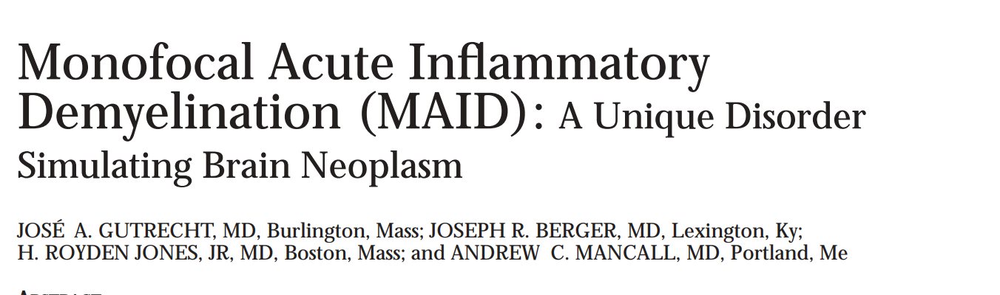 Monofocal Acute Inflammatory
Demyelination (MAID): A Unique Disorder
Simulating Brain Neoplasm
JOSÉ A. GUTRECHT, MD, Burlington, Mass; JOSEPH R. BERGER, MD, Lexington, Ky;
H. ROYDEN JONES, JR, MD, Boston, Mass; and ANDREW C. MANCALL, MD, Portland, Me